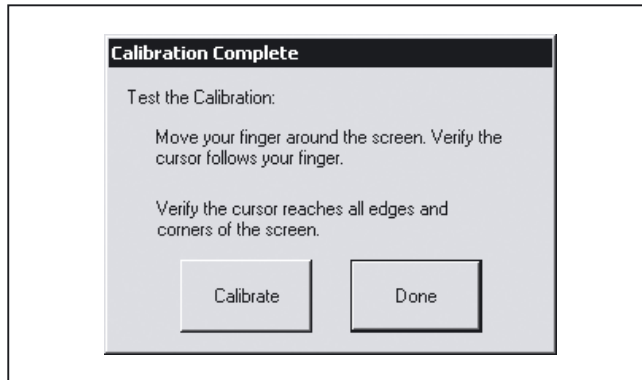 Calibration Complete
Test the Calibration:
Move your finger around the screen. Verify the
cursor follows your finger.
Verify the cursor reaches all edges and
corners of the screen.
Calibrate
Done